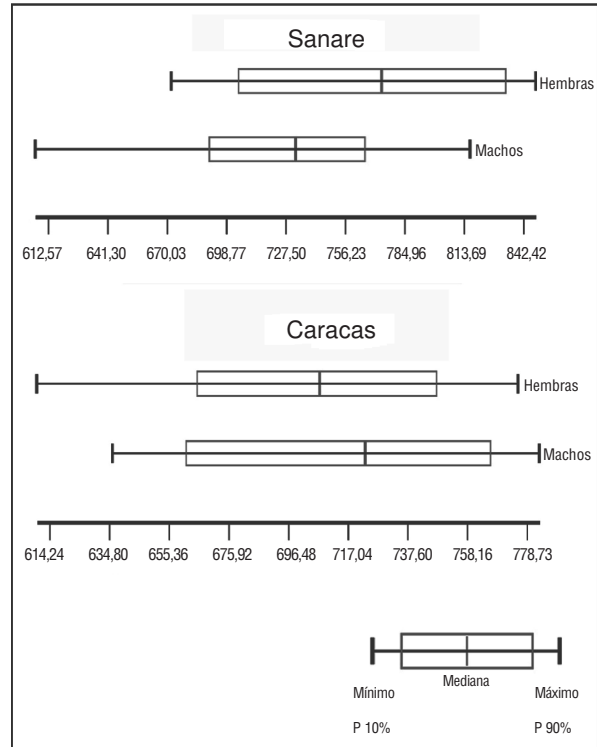 Sanare
Hembras
Machos
612,57 641,30 670,03 698,77 727,50 756,23 784,96 813,69 842,42
Caracas
Hembras
Machos
614,24 634,80 655,36 675,92 696,48 717,04 737,60 758,16 778,73
Mediana
Mínimo Máximo
P 10% P 90%